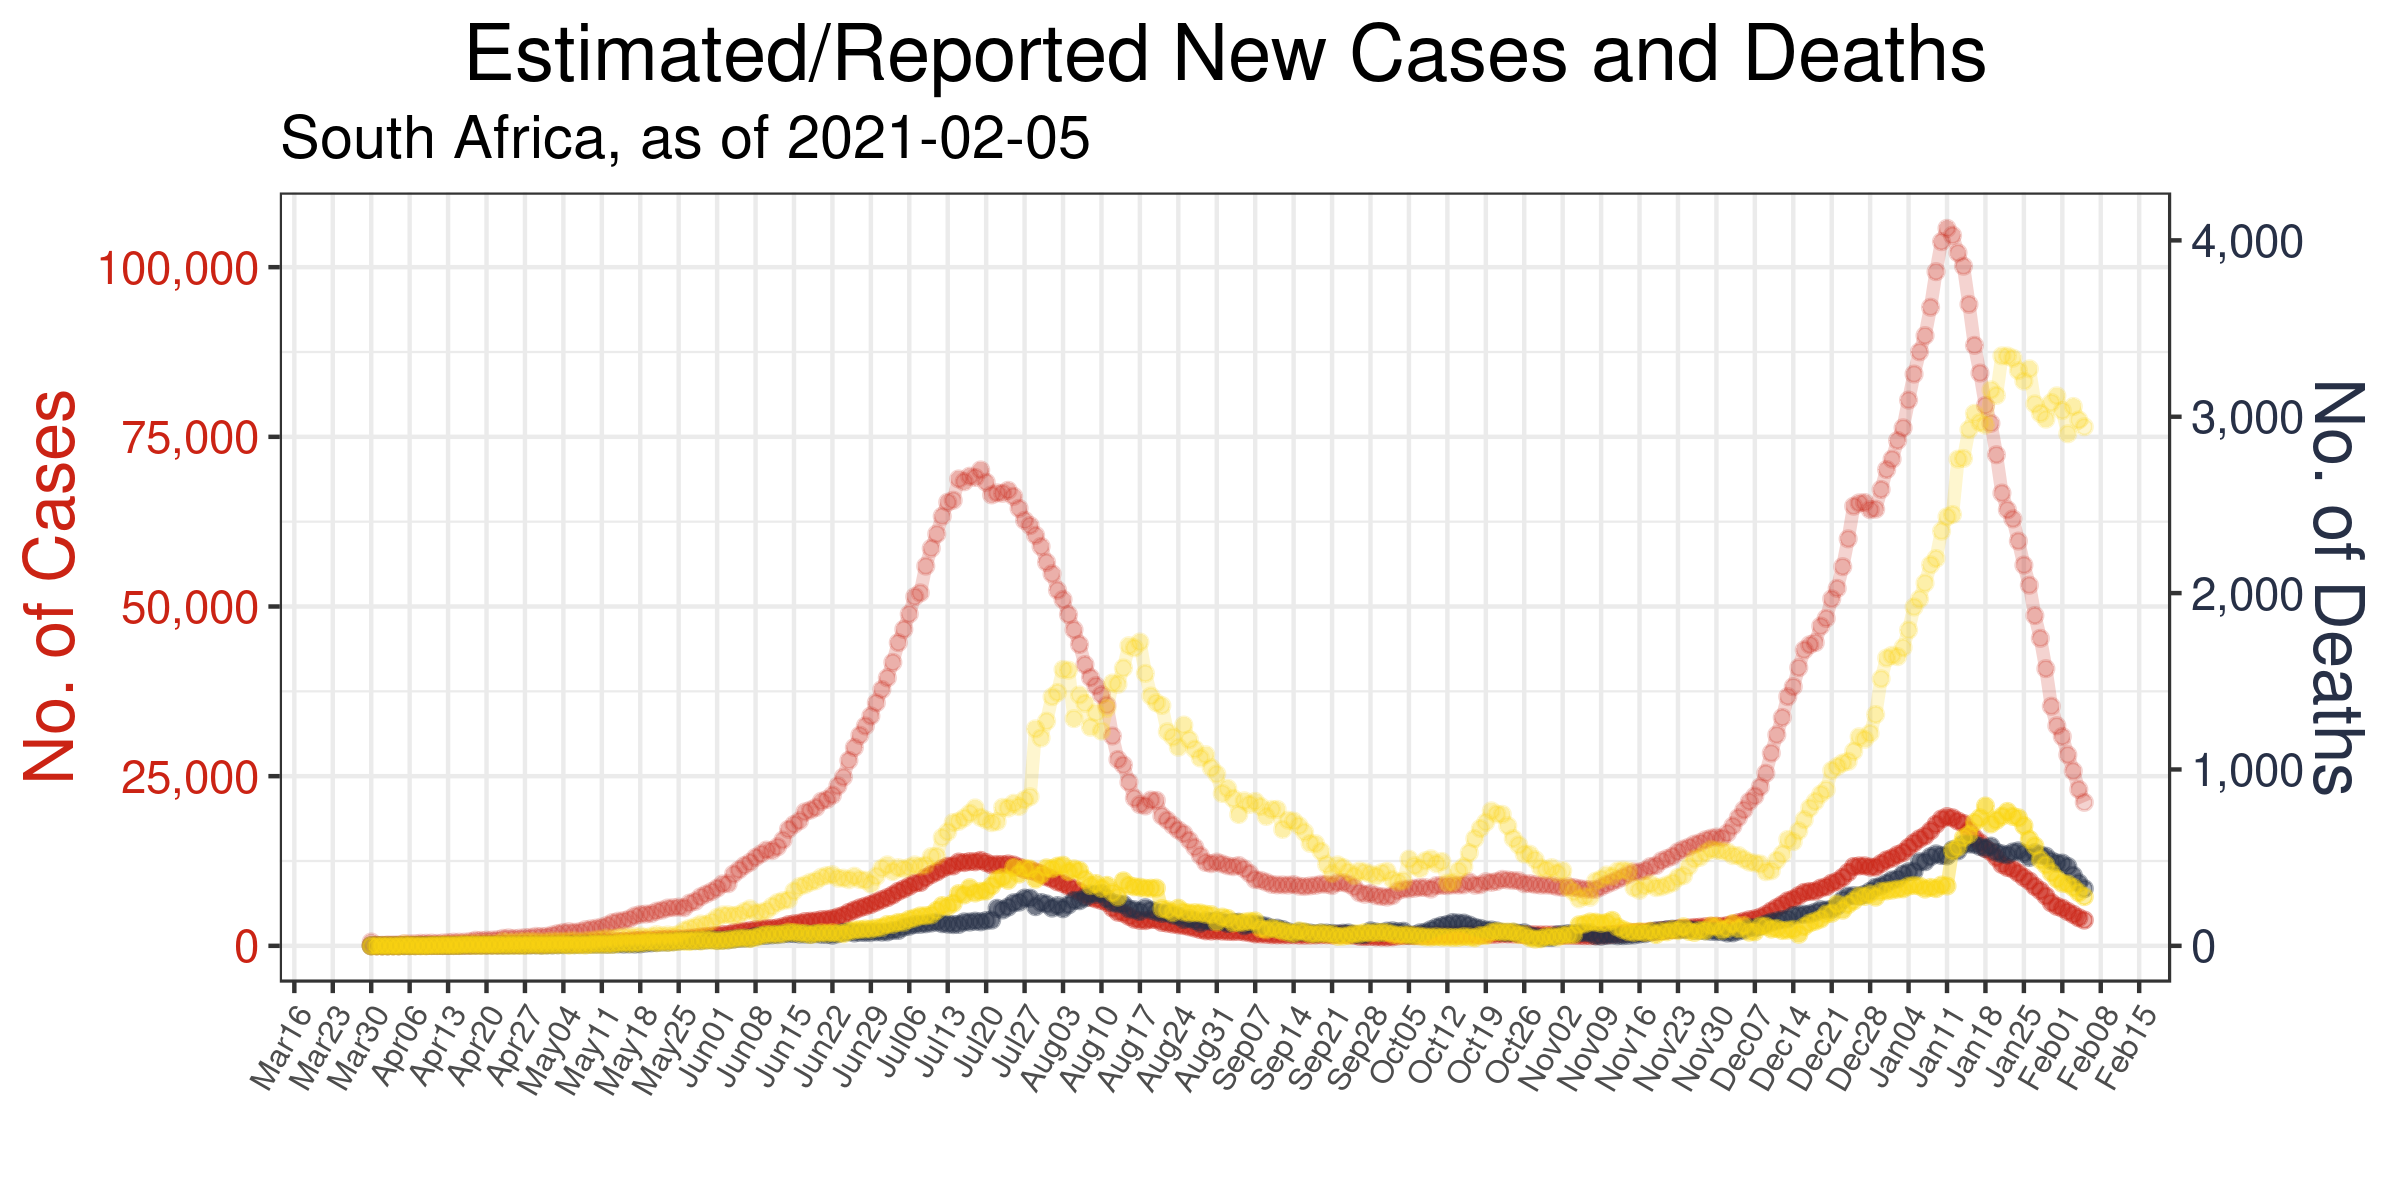 Estimated/Reported New Cases and Deaths
South Africa, as of 2021-02-05
No. of Cases
100,000
75,000
50,000
25,000
0
4,000
3,000
2,000
1,000
0
No. of Deaths
Mar16 Mar23 Mar30 Apr06 Apr13 Apr20 Apr27 May04 May11 May18 May25 Jun01 Jun08 Jun15 Jun22 Jun29 Jul06 Jul13 Jul20 Jul27 Aug03 Aug10 Aug17 Aug24 Aug31 Sep07 Sep14 Sep21 Sep28 Oct05 Oct12 Oct19 Oct26 Nov02 Nov09 Nov16 Nov23 Nov30 Dec07 Dec14 Dec21 Dec28 Jan04 Jan11 Jan18 Jan25 Feb01 Feb08 Feb15